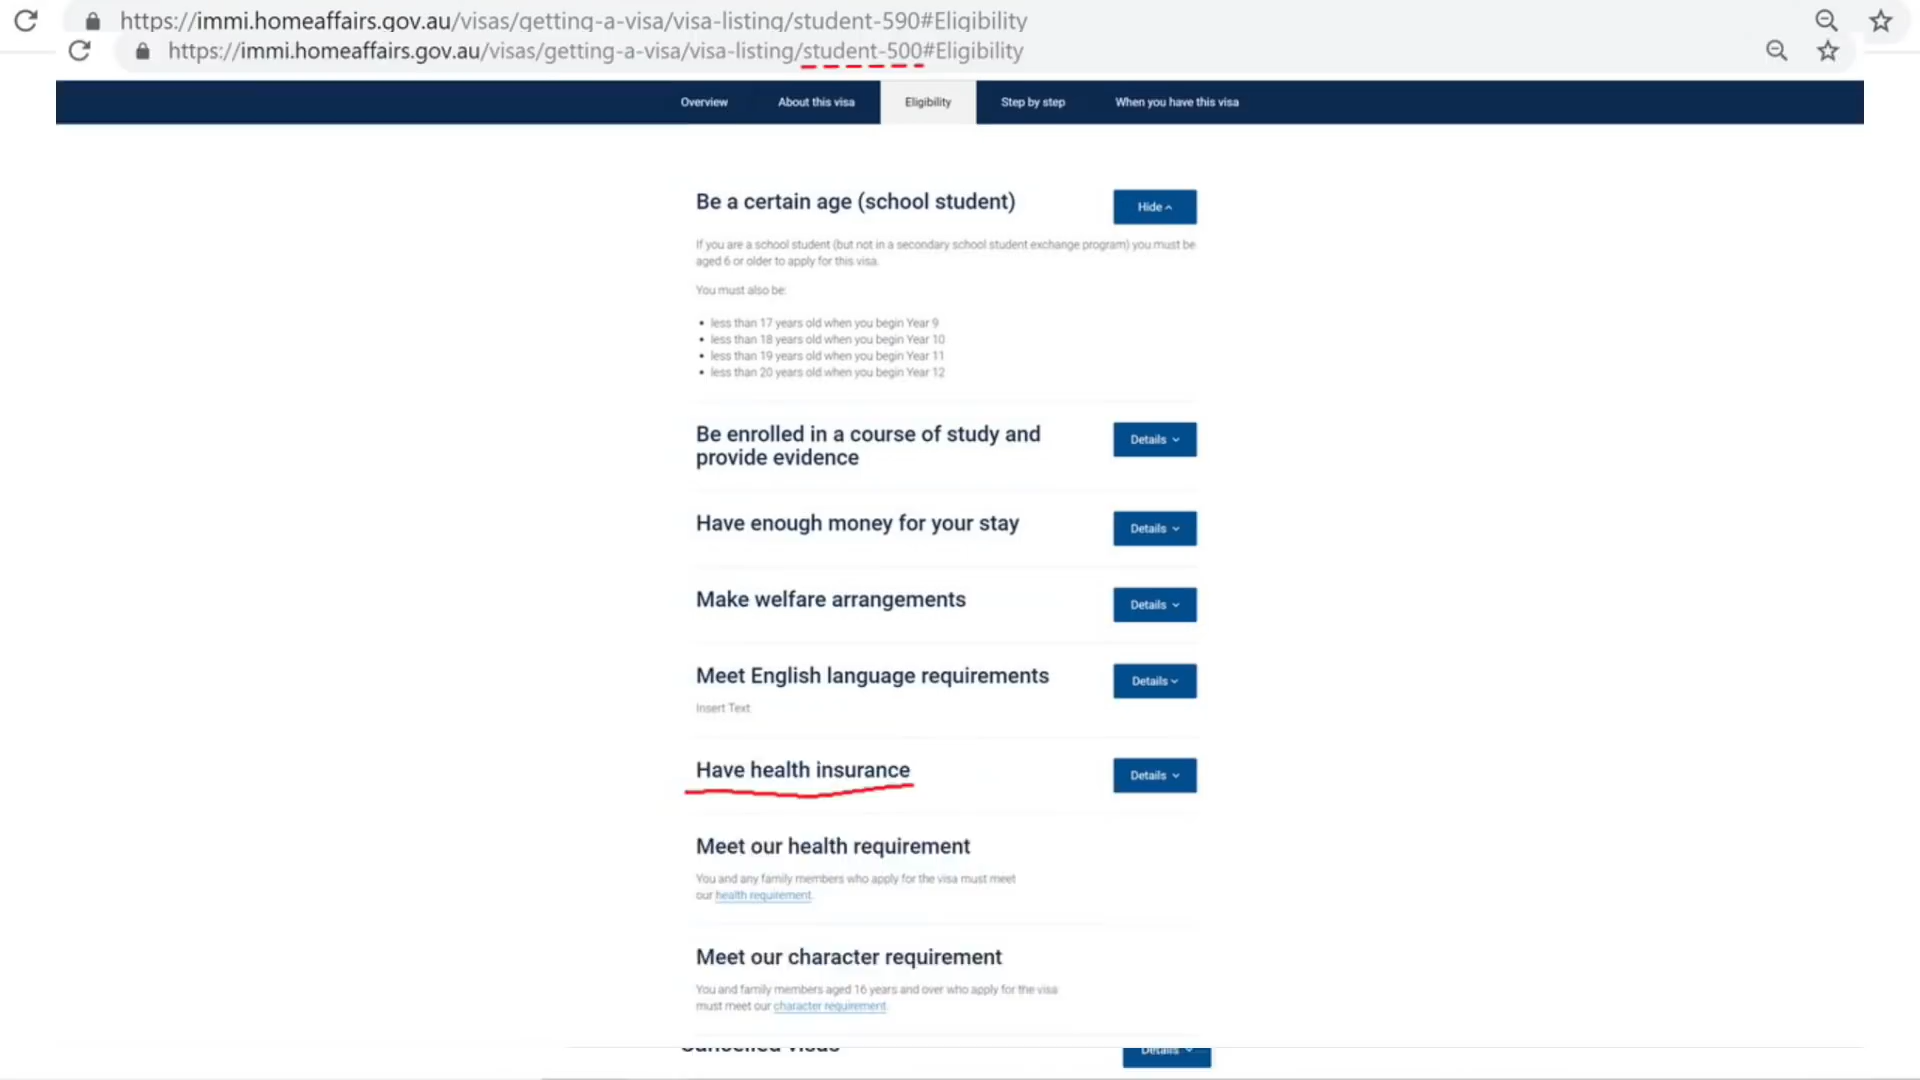 https://immi.homeaffairs.gov.au/visas/getting-a-visa/visa-listing/student-590#Eligibility
https://immi.homeaffairs.gov.au/visas/getting-a-visa/visa-listing/student-500#Eligibility
Overview About this visa Eligibility Step by step When you have this visa
Be a certain age (school student)
Hide
If you are a school student (but not in a secondary school student exchange program) you must be
aged 6 or older to apply for this visa.
You must also be:
• less than 17 years old when you begin Year 9
• less than 18 years old when you begin Year 10
• less than 19 years old when you begin Year 11
• less than 20 years old when you begin Year 12
Be enrolled in a course of study and
provide evidence
Details
Have enough money for your stay
Details
Make welfare arrangements
Details
Meet English language requirements
Details
Insert Text
Have health insurance
Details
Meet our health requirement
You and any family members who apply for the visa must meet
our health requirement.
Meet our character requirement
You and family members aged 16 years and over who apply for the visa
must meet our character requirement.
Cancelled visas
Details